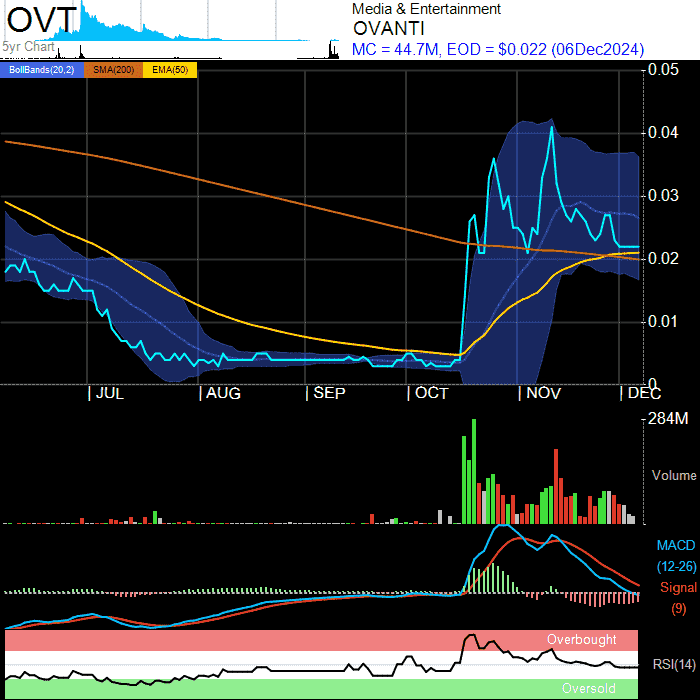 OVT
5yr Chart
Media & Entertainment
OVANTI
MC = 44.7M, EOD = $0.022 (06Dec2024)
BollBands(20,2) SMA(200) EMA(50)
0.05
0.04
0.03
0.02
0.01
0
| JUL | AUG | SEP | OCT | NOV | DEC
284M
Volume
MACD
(12-26)
Signal
(9)
Overbought
RSI(14)
Oversold